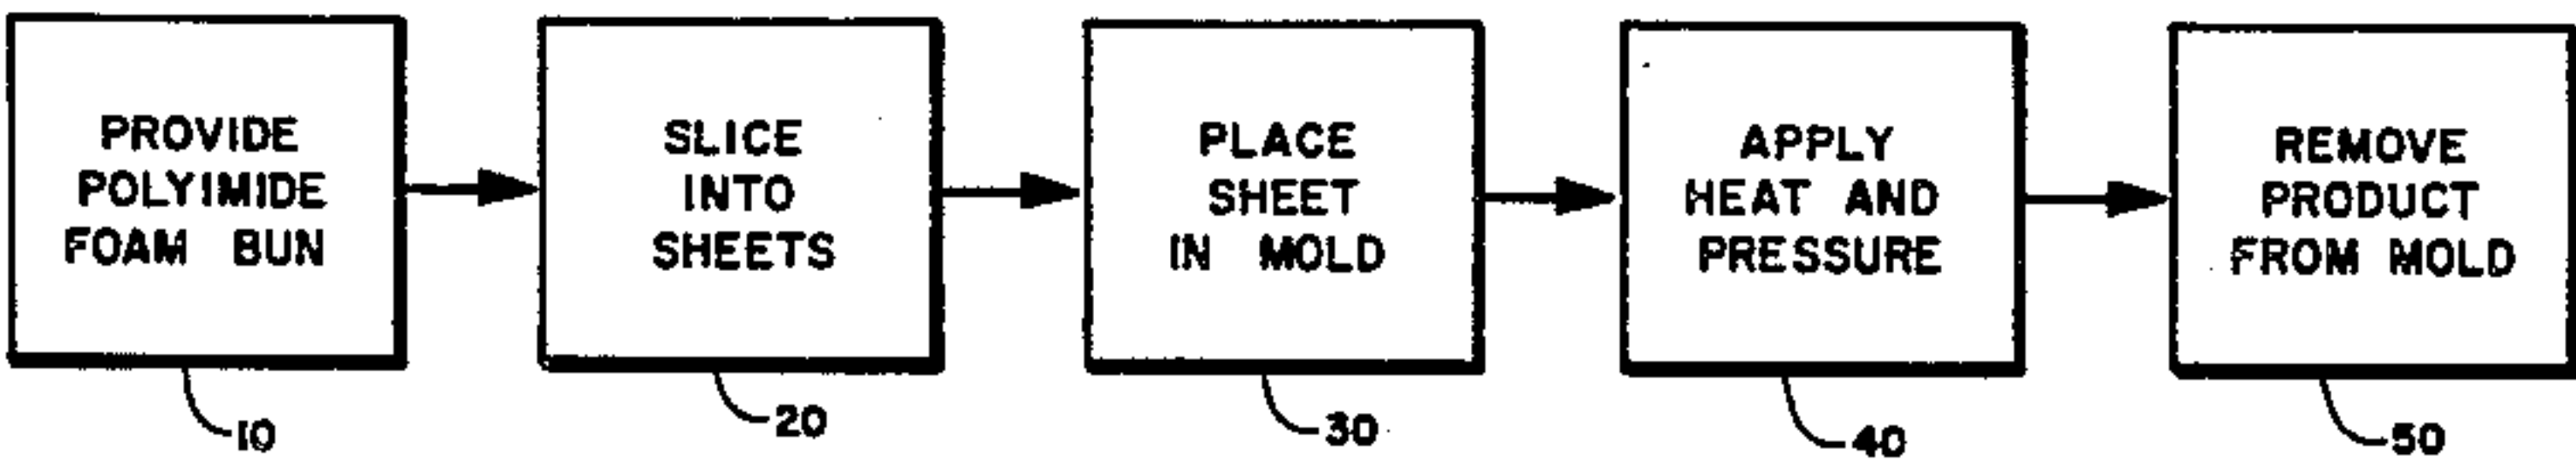 PROVIDE
POLYIMIDE
FOAM BUN
10
SLICE
INTO
SHEETS
20
PLACE
SHEET
IN MOLD
30
APPLY
HEAT AND
PRESSURE
40
REMOVE
PRODUCT
FROM MOLD
50